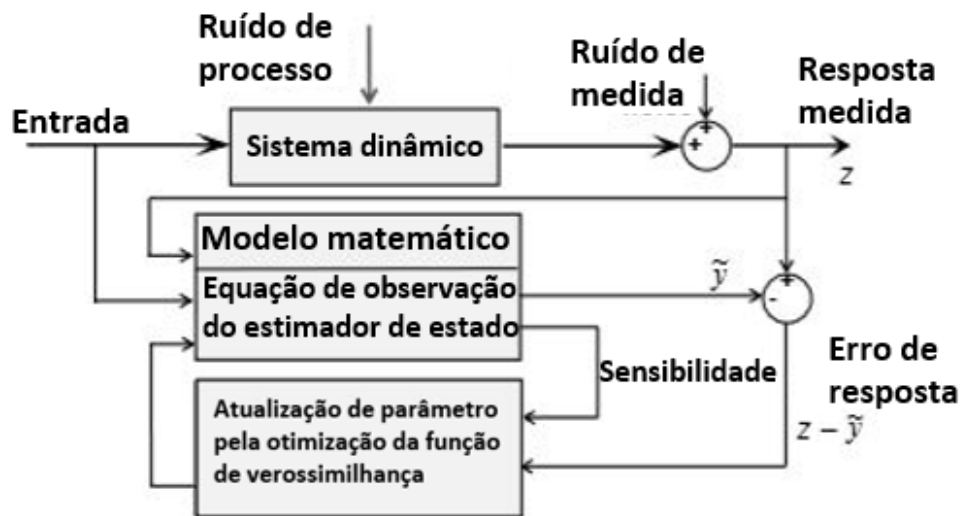 Ruído de
processo
Ruído de
medida
Resposta
medida
Entrada
Sistema dinâmico
+
+
z
Modelo matemático
Equação de observação
do estimador de estado
ỹ
+
-
Sensibilidade
Erro de
resposta
z − ỹ
Atualização de parâmetro
pela otimização da função
de verossimilhança